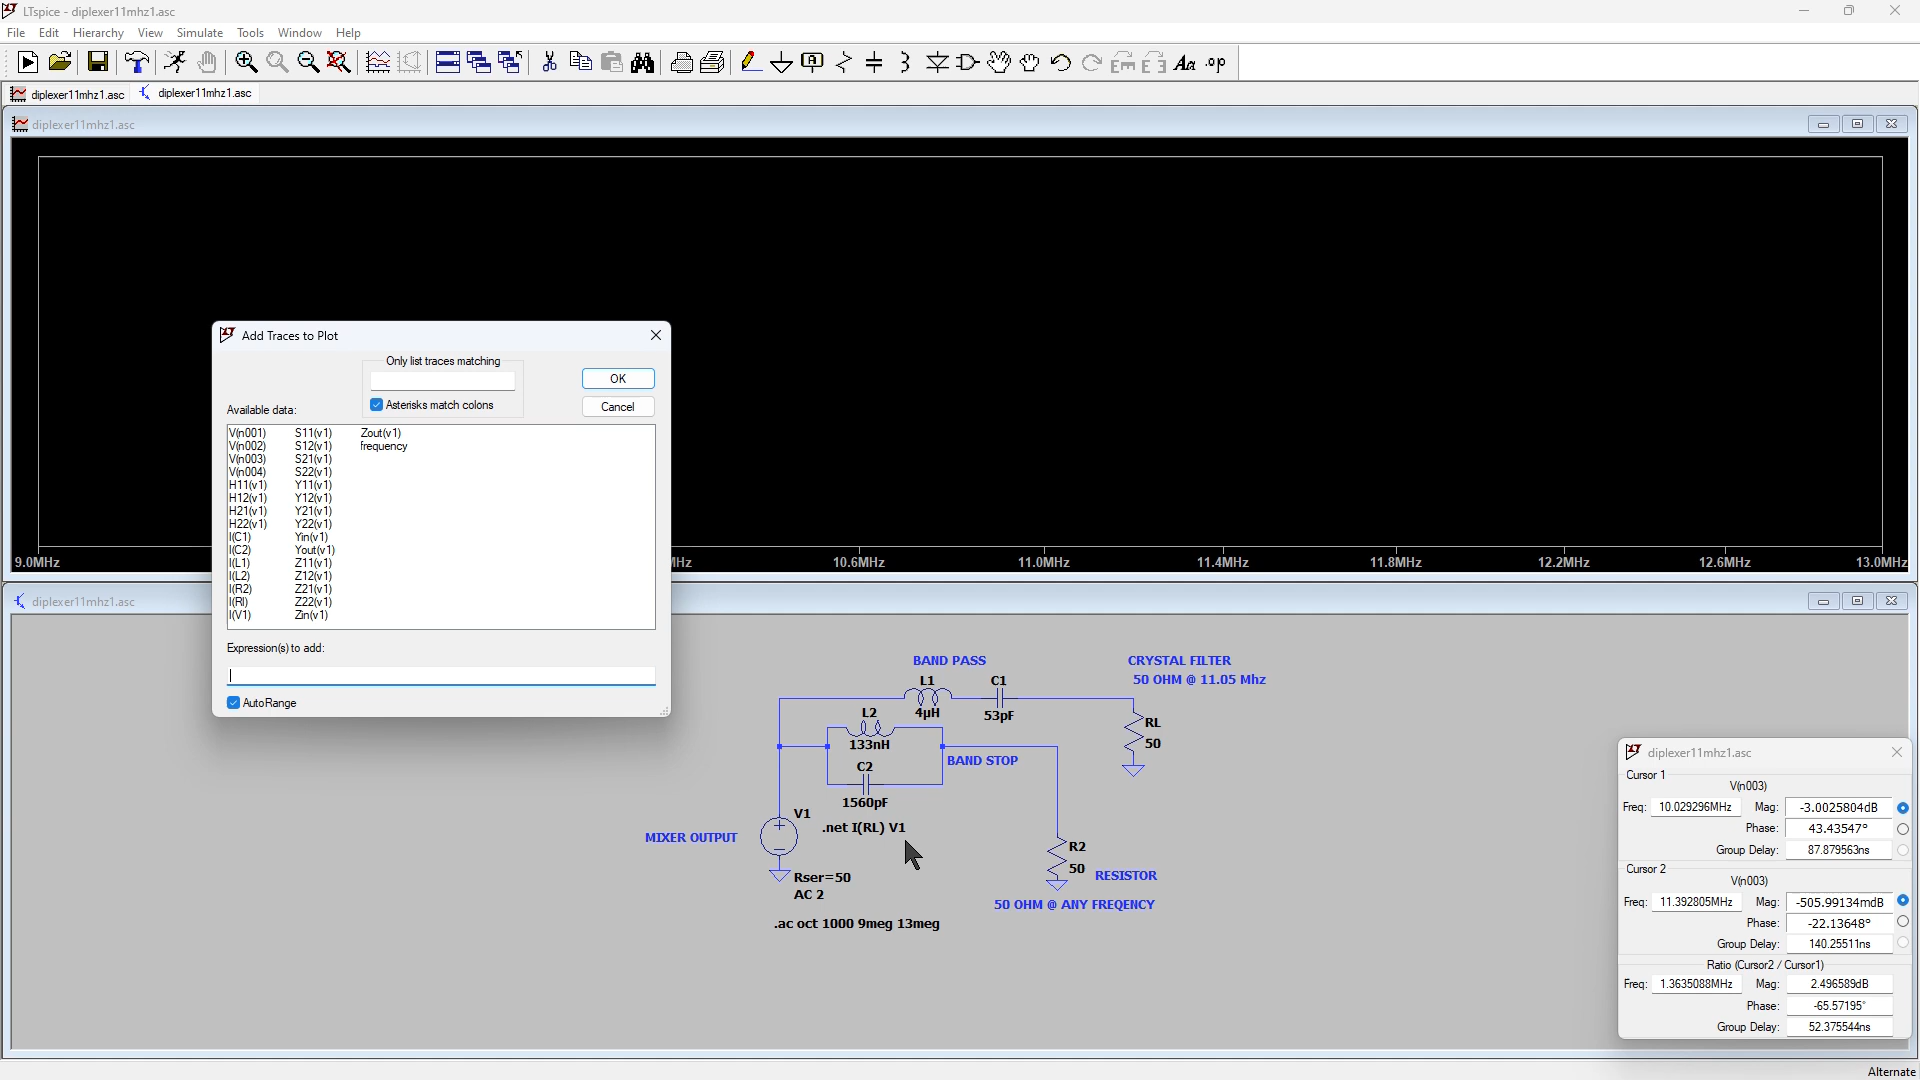 LTspice - diplexer11mhz1.asc
File Edit Hierarchy View Simulate Tools Window Help
diplexer11mhz1.asc diplexer11mhz1.asc
diplexer11mhz1.asc
9.0MHz Hz 10.6MHz 11.0MHz 11.4MHz 11.8MHz 12.2MHz 12.6MHz 13.0MHz
Add Traces to Plot
Only list traces matching
OK
Asterisks match colons
Cancel
Available data:
V(n001) S11(v1) Zout(v1)
V(n002) S12(v1) frequency
V(n003) S21(v1)
V(n004) S22(v1)
H11(v1) Y11(v1)
H12(v1) Y12(v1)
H21(v1) Y21(v1)
H22(v1) Y22(v1)
I(C1) Yin(v1)
I(C2) Yout(v1)
I(L1) Z11(v1)
I(L2) Z12(v1)
I(R2) Z21(v1)
I(Rl) Z22(v1)
I(V1) Zin(v1)
Expression(s) to add:
AutoRange
diplexer11mhz1.asc
BAND PASS
CRYSTAL FILTER
50 OHM @ 11.05 Mhz
L1
4µH
C1
53pF
L2
133nH
RL
50
C2
1560pF
BAND STOP
V1
.net I(RL) V1
MIXER OUTPUT
Rser=50
AC 2
R2
50
RESISTOR
50 OHM @ ANY FREQENCY
.ac oct 1000 9meg 13meg
diplexer11mhz1.asc
Cursor 1
V(n003)
Freq: 10.029296MHz Mag: -3.0025804dB
Phase: 43.43547°
Group Delay: 87.879563ns
Cursor 2
V(n003)
Freq: 11.392805MHz Mag: -505.99134mdB
Phase: -22.13648°
Group Delay: 140.25511ns
Ratio (Cursor2 / Cursor1)
Freq: 1.3635088MHz Mag: 2.496589dB
Phase: -65.57195°
Group Delay: 52.375544ns
Alternate